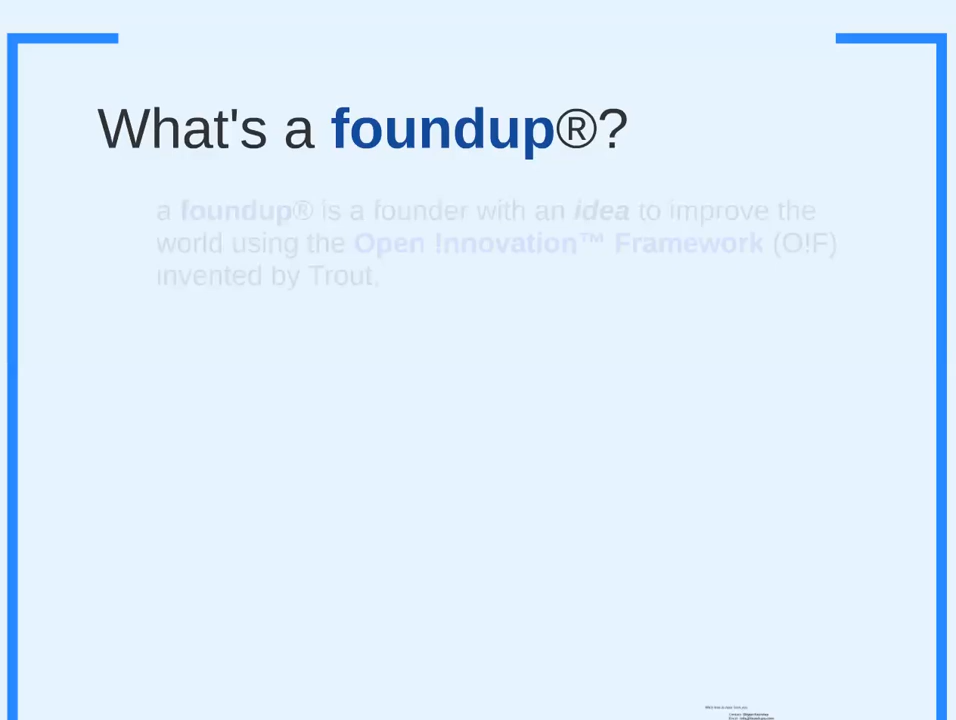 What's a foundup®?
a foundup® is a founder with an idea to improve the
world using the Open !nnovation™ Framework (O!F)
invented by Trout.